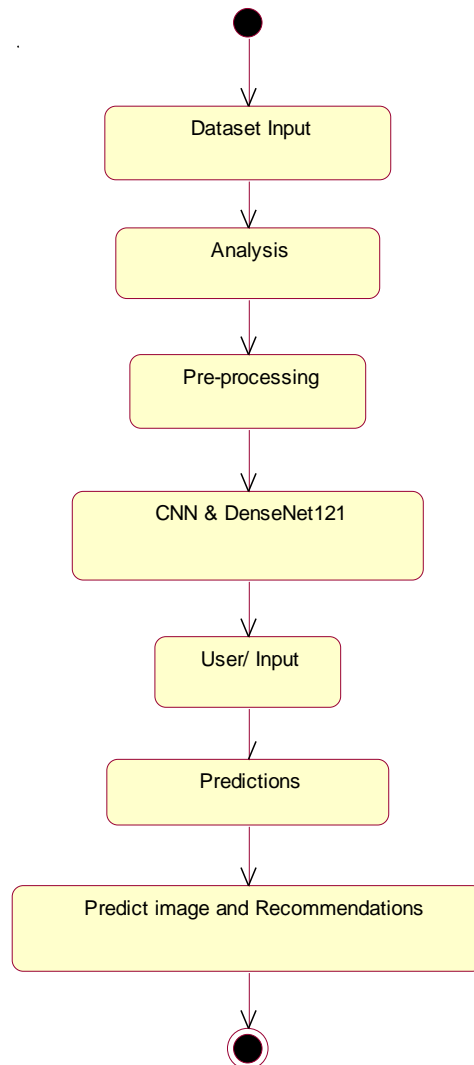 Dataset Input
Analysis
Pre-processing
CNN & DenseNet121
User/ Input
Predictions
Predict image and Recommendations